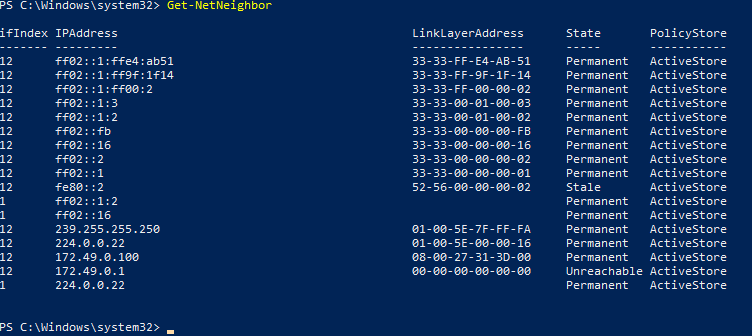 PS C:\Windows\system32> Get-NetNeighbor
ifIndex IPAddress LinkLayerAddress State PolicyStore
------- --------- ---------------- ----- -----------
12 ff02::1:ffe4:ab51 33-33-FF-E4-AB-51 Permanent ActiveStore
12 ff02::1:ff9f:1f14 33-33-FF-9F-1F-14 Permanent ActiveStore
12 ff02::1:ff00:2 33-33-FF-00-00-02 Permanent ActiveStore
12 ff02::1:3 33-33-00-01-00-03 Permanent ActiveStore
12 ff02::1:2 33-33-00-01-00-02 Permanent ActiveStore
12 ff02::fb 33-33-00-00-00-FB Permanent ActiveStore
12 ff02::16 33-33-00-00-00-16 Permanent ActiveStore
12 ff02::2 33-33-00-00-00-02 Permanent ActiveStore
12 ff02::1 33-33-00-00-00-01 Permanent ActiveStore
12 fe80::2 52-56-00-00-00-02 Stale ActiveStore
1 ff02::1:2 Permanent ActiveStore
1 ff02::16 Permanent ActiveStore
12 239.255.255.250 01-00-5E-7F-FF-FA Permanent ActiveStore
12 224.0.0.22 01-00-5E-00-00-16 Permanent ActiveStore
12 172.49.0.100 08-00-27-31-3D-00 Permanent ActiveStore
12 172.49.0.1 00-00-00-00-00-00 Unreachable ActiveStore
1 224.0.0.22 Permanent ActiveStore
PS C:\Windows\system32>